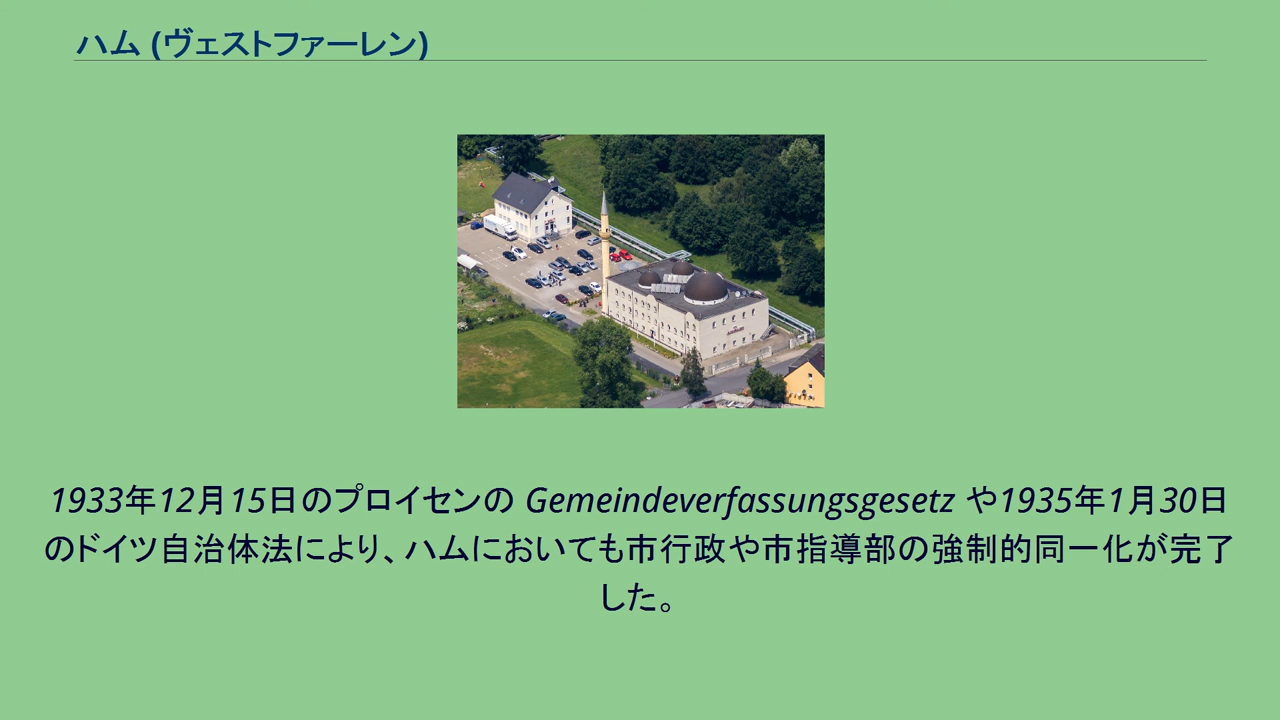 ハム (ヴェストファーレン)
1933年12月15日のプロイセンの Gemeindeverfassungsgesetz や1935年1月30日
のドイツ自治体法により、ハムにおいても市行政や市指導部の強制的同一化が完了
した。